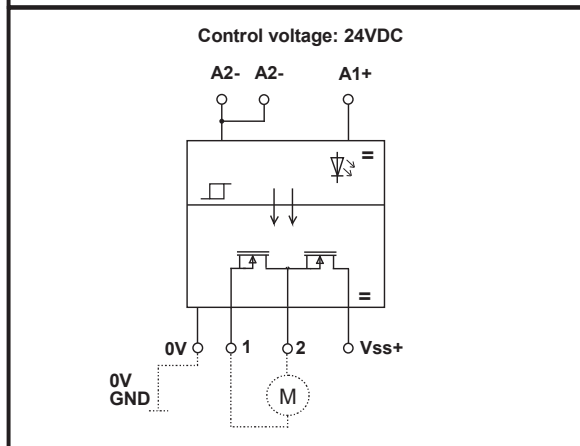 Control voltage: 24VDC
A2- A2- A1+
=
=
0V 1 2 Vss+
0V
GND
M